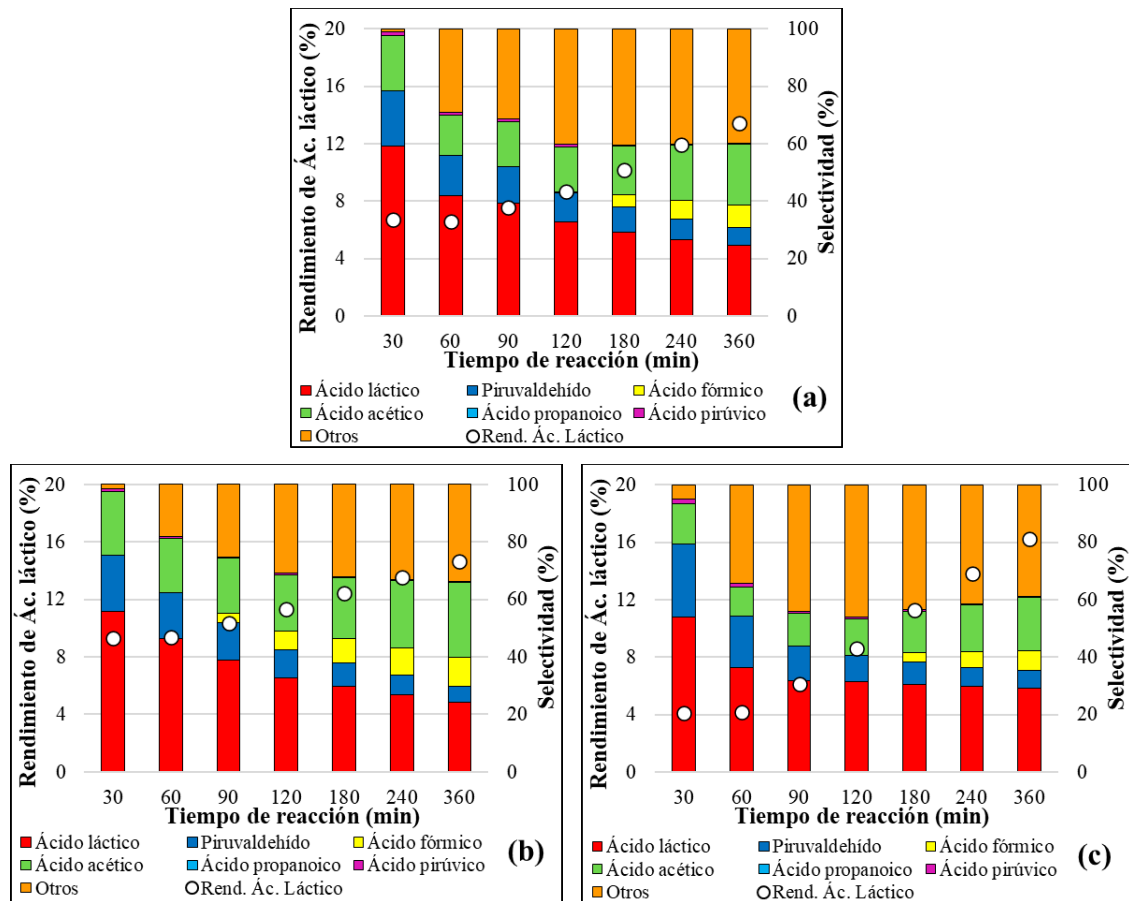 Rendimiento de Ác. láctico (%)
20
16
12
8
4
0
100
80
60
40
20
0
Selectividad (%)
30 60 90 120 180 240 360
Tiempo de reacción (min)
Ácido láctico Piruvaldehído Ácido fórmico
Ácido acético Ácido propanoico Ácido pirúvico
Otros Rend. Ác. Láctico
(a)
Rendimiento de Ác. láctico (%)
20
16
12
8
4
0
100
80
60
40
20
0
Selectividad (%)
30 60 90 120 180 240 360
Tiempo de reacción (min)
Ácido láctico Piruvaldehído Ácido fórmico
Ácido acético Ácido propanoico Ácido pirúvico
Otros Rend. Ác. Láctico
(b)
Rendimiento de Ác. láctico (%)
20
16
12
8
4
0
100
80
60
40
20
0
Selectividad (%)
30 60 90 120 180 240 360
Tiempo de reacción (min)
Ácido láctico Piruvaldehído Ácido fórmico
Ácido acético Ácido propanoico Ácido pirúvico
Otros Rend. Ác. Láctico
(c)